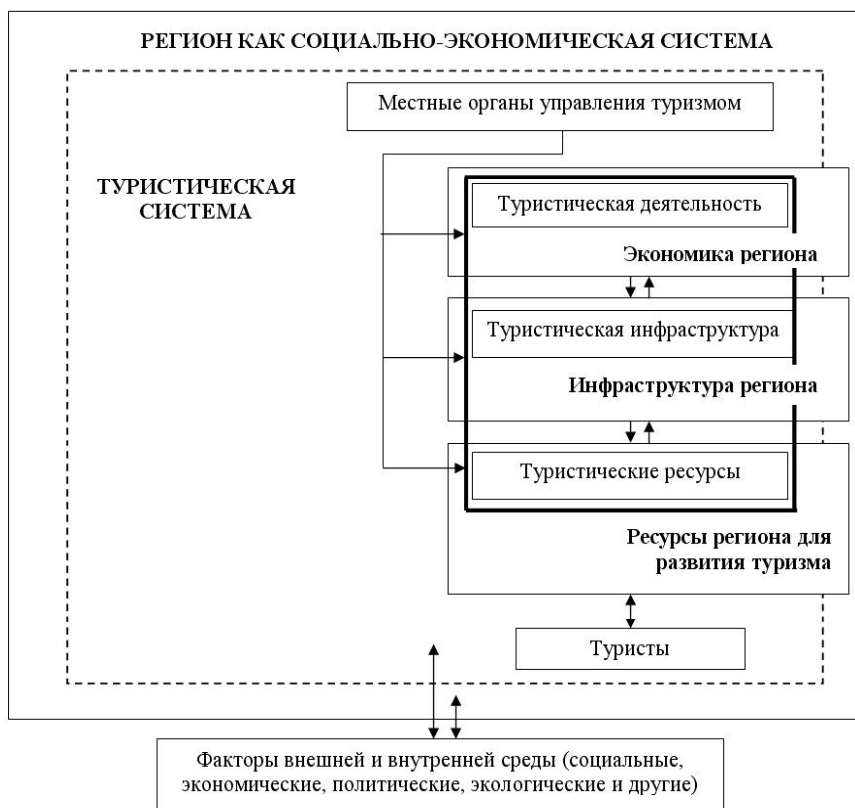 РЕГИОН КАК СОЦИАЛЬНО-ЭКОНОМИЧЕСКАЯ СИСТЕМА
Местные органы управления туризмом
ТУРИСТИЧЕСКАЯ
СИСТЕМА
Туристическая деятельность
Экономика региона
Туристическая инфраструктура
Инфраструктура региона
Туристические ресурсы
Ресурсы региона для
развития туризма
Туристы
Факторы внешней и внутренней среды (социальные,
экономические, политические, экологические и другие)